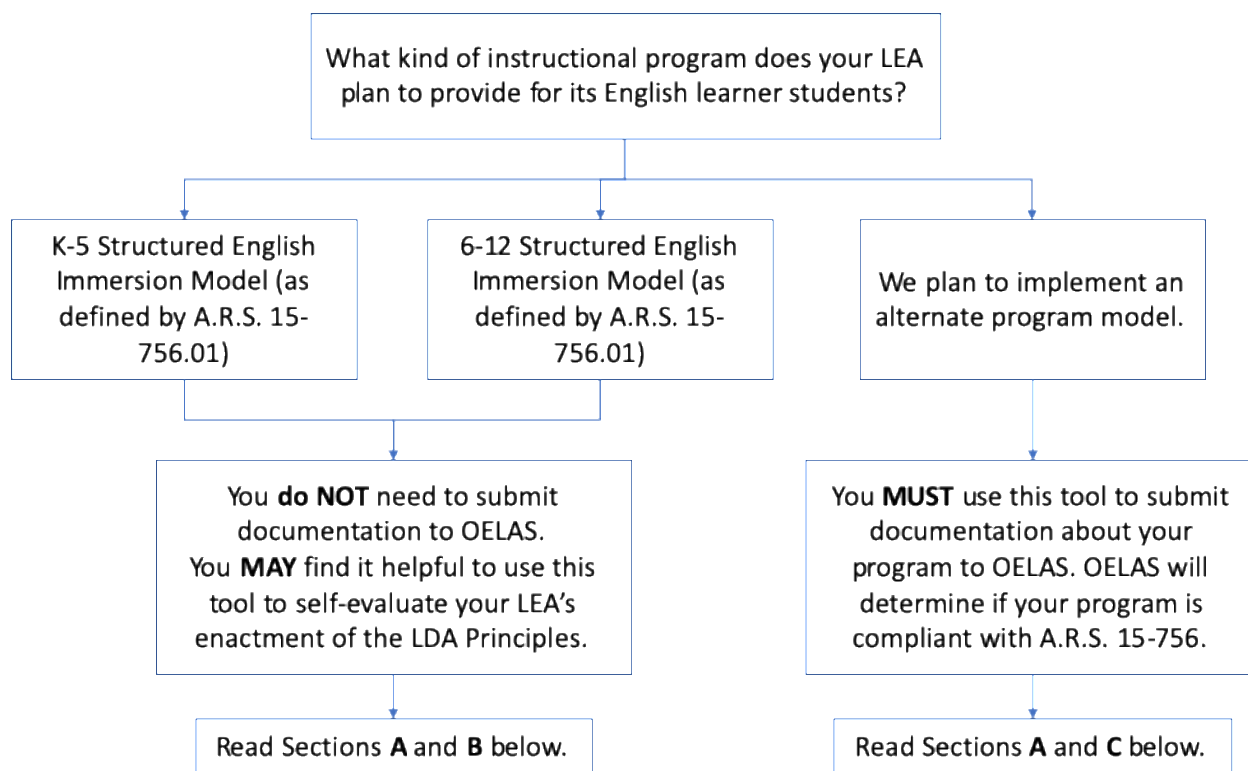 What kind of instructional program does your LEA
plan to provide for its English learner students?
K-5 Structured English
Immersion Model (as
defined by A.R.S. 15-
756.01)
6-12 Structured English
Immersion Model (as
defined by A.R.S. 15-
756.01)
We plan to implement an
alternate program model.
You do NOT need to submit
documentation to OELAS.
You MAY find it helpful to use this
tool to self-evaluate your LEA’s
enactment of the LDA Principles.
You MUST use this tool to submit
documentation about your
program to OELAS. OELAS will
determine if your program is
compliant with A.R.S. 15-756.
Read Sections A and B below.
Read Sections A and C below.